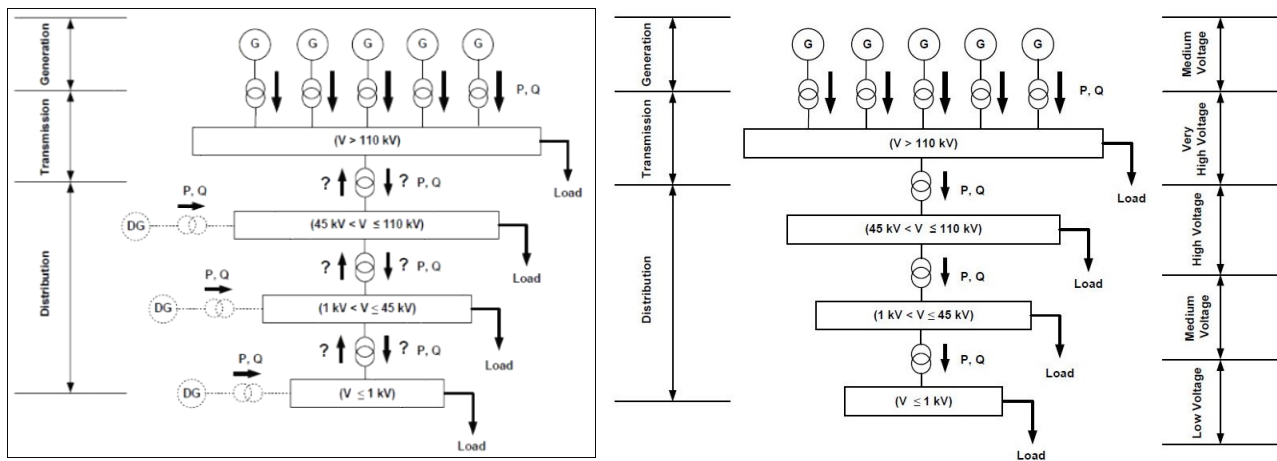 Generation
Transmission
Distribution
G
G
G
G
G
P, Q
(V > 110 kV)
Load
?
? P, Q
P, Q
DG
(45 kV < V ≤ 110 kV)
Load
?
? P, Q
P, Q
DG
(1 kV < V ≤ 45 kV)
Load
?
? P, Q
P, Q
DG
(V ≤ 1 kV)
Load
Generation
Transmission
Distribution
G
G
G
G
G
P, Q
(V > 110 kV)
Load
P, Q
(45 kV < V ≤ 110 kV)
Load
P, Q
(1 kV < V ≤ 45 kV)
Load
P, Q
(V ≤ 1 kV)
Load
Medium
Voltage
Very
High Voltage
High Voltage
Medium
Voltage
Low Voltage